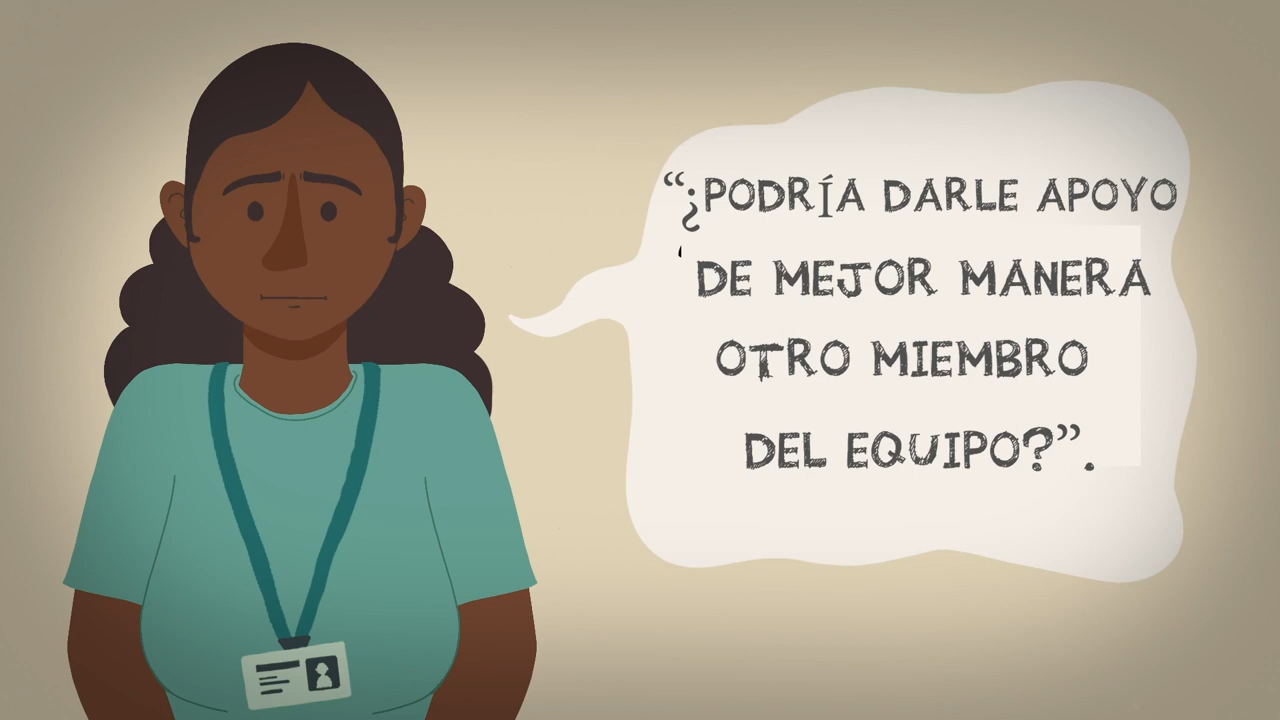 “¿PODRÍA DARLE APOYO
DE MEJOR MANERA
OTRO MIEMBRO
DEL EQUIPO?”.